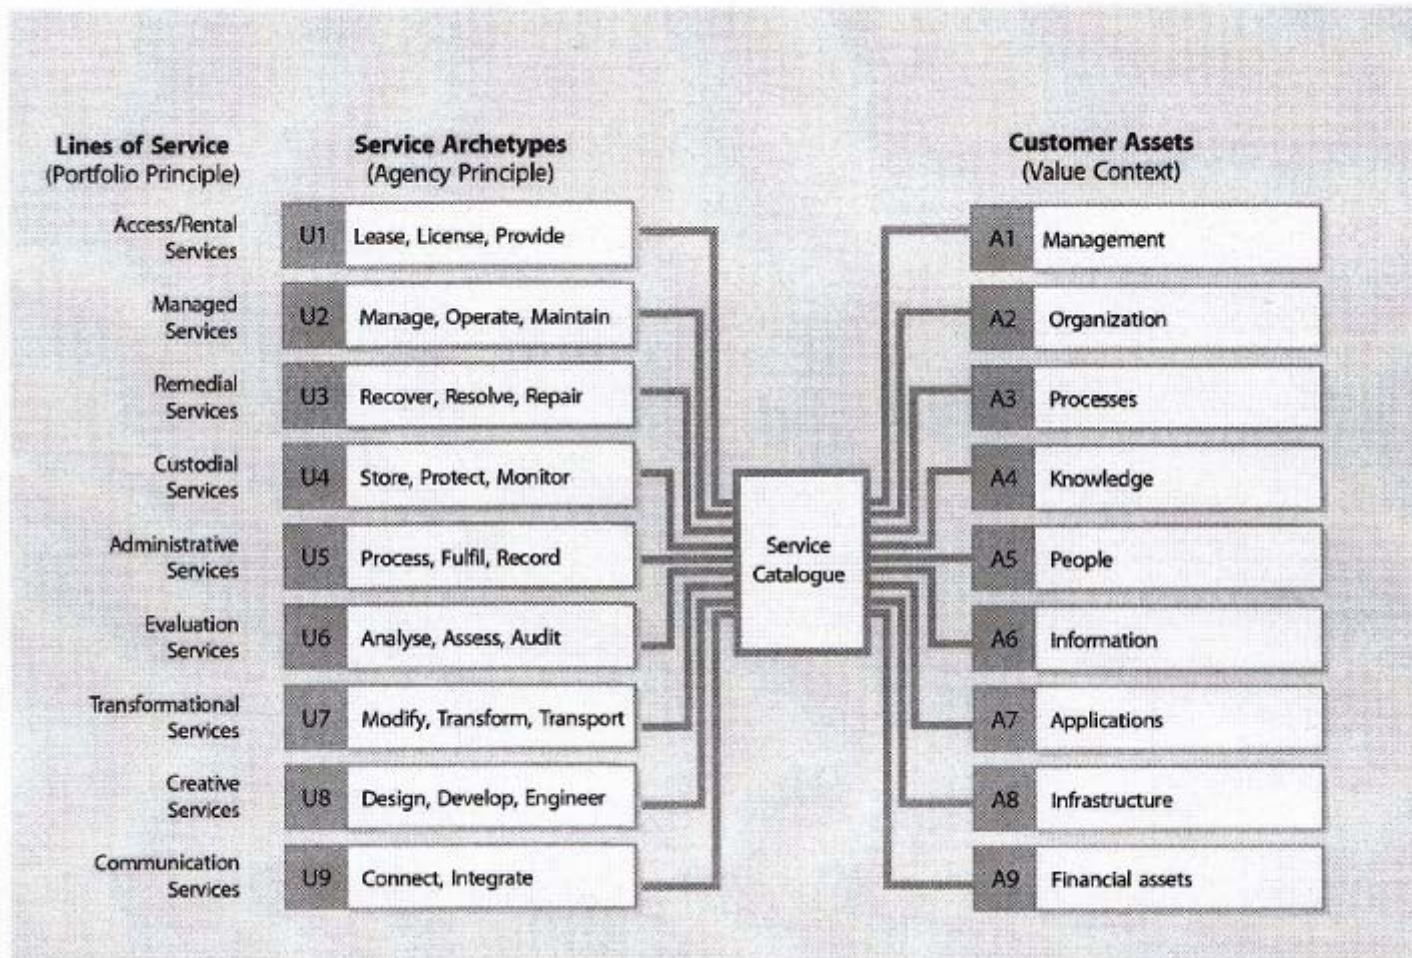 Lines of Service
(Portfolio Principle)
Service Archetypes
(Agency Principle)
Customer Assets
(Value Context)
Access/Rental
Services
U1 Lease, License, Provide
A1 Management
Managed
Services
U2 Manage, Operate, Maintain
A2 Organization
Remedial
Services
U3 Recover, Resolve, Repair
A3 Processes
Custodial
Services
U4 Store, Protect, Monitor
A4 Knowledge
Administrative
Services
U5 Process, Fulfil, Record
Service
Catalogue
A5 People
Evaluation
Services
U6 Analyse, Assess, Audit
A6 Information
Transformational
Services
U7 Modify, Transform, Transport
A7 Applications
Creative
Services
U8 Design, Develop, Engineer
A8 Infrastructure
Communication
Services
U9 Connect, Integrate
A9 Financial assets